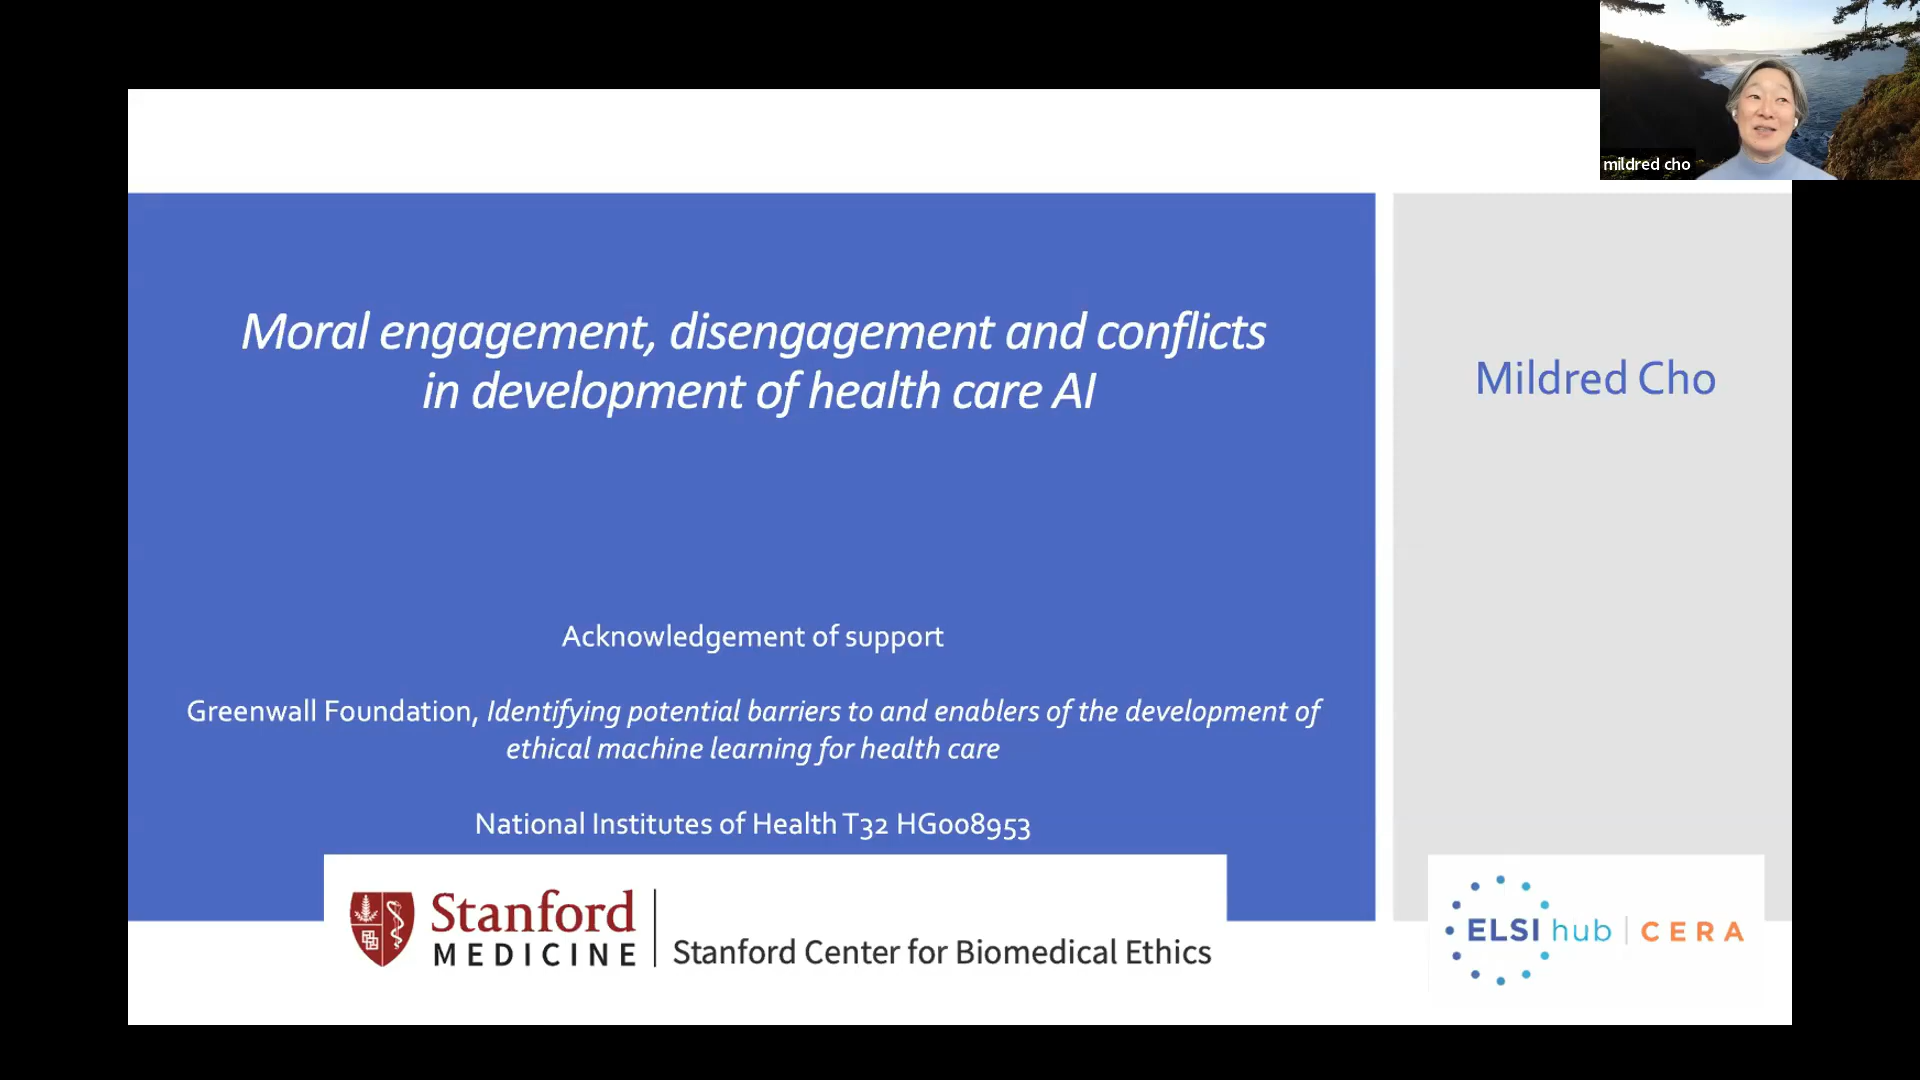 mildred cho
Moral engagement, disengagement and conflicts
in development of health care AI
Mildred Cho
Acknowledgement of support
Greenwall Foundation, Identifying potential barriers to and enablers of the development of
ethical machine learning for health care
National Institutes of Health T32 HG008953
Stanford
MEDICINE
Stanford Center for Biomedical Ethics
ELSI hub | CERA